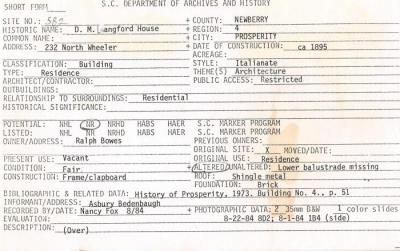 SHORT FORM S.C. DEPARTMENT OF ARCHIVES AND HISTORY
SITE NO. 582 + COUNTY: NEWBERRY
HISTORIC NAME: D. M. Langford House + REGION: 4
COMMON NAME: + CITY: PROSPERITY
ADDRESS: 232 North Wheeler + DATE OF CONSTRUCTION: ca 1895
ACREAGE:
CLASSIFICATION: Building STYLE: Italianate
TYPE: Residence THEME(S) Architecture
ARCHITECT/CONTRACTOR: PUBLIC ACCESS: Restricted
OUTBUILDINGS:
RELATIONSHIP TO SURROUNDINGS: Residential
HISTORICAL SIGNIFICANCE:
POTENTIAL: NHL NR NRHD HABS HAER S.C. MARKER PROGRAM
LISTED: NHL NR NRHD HABS HAER S.C. MARKER PROGRAM
OWNER/ADDRESS: Ralph Bowes PREVIOUS OWNERS:
ORIGINAL SITE: X MOVED/DATE:
PRESENT USE: Vacant ORIGINAL USE: Residence
CONDITION: Fair + ALTERED/UNALTERED: Lower balustrade missing
CONSTRUCTION: Frame/clapboard ROOF: Shingle metal
FOUNDATION: Brick
BIBLIOGRAPHIC & RELATED DATA: History of Prosperity, 1973. Building No. 4., p. 51
INTERESTED: Asbury Bedenbaugh
RECORDED BY/DATE: Nancy Fox 8/84 + PHOTOGRAPHIC DATA: 2 35mm B&W 1 color slides
EVALUATION: 8-22-84 8D2; 8-1-84 1B4 (side)
DESCRIPTION: (Over)